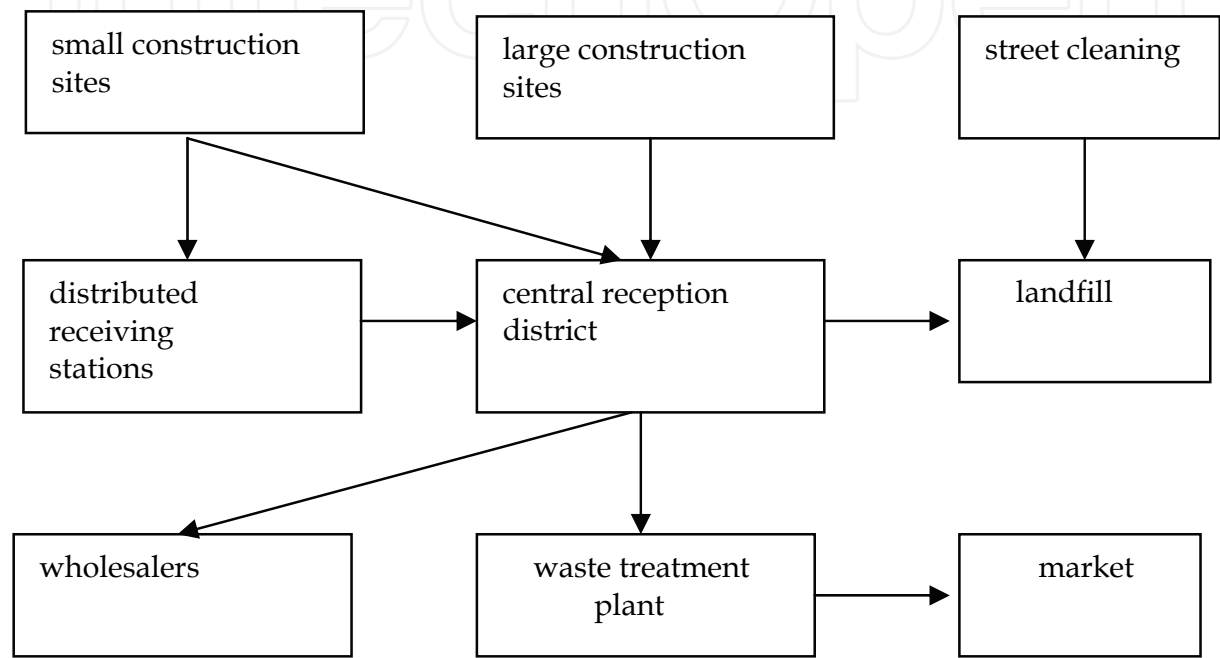 small construction
sites
large construction
sites
street cleaning
distributed
receiving
stations
central reception
district
landfill
wholesalers
waste treatment
plant
market